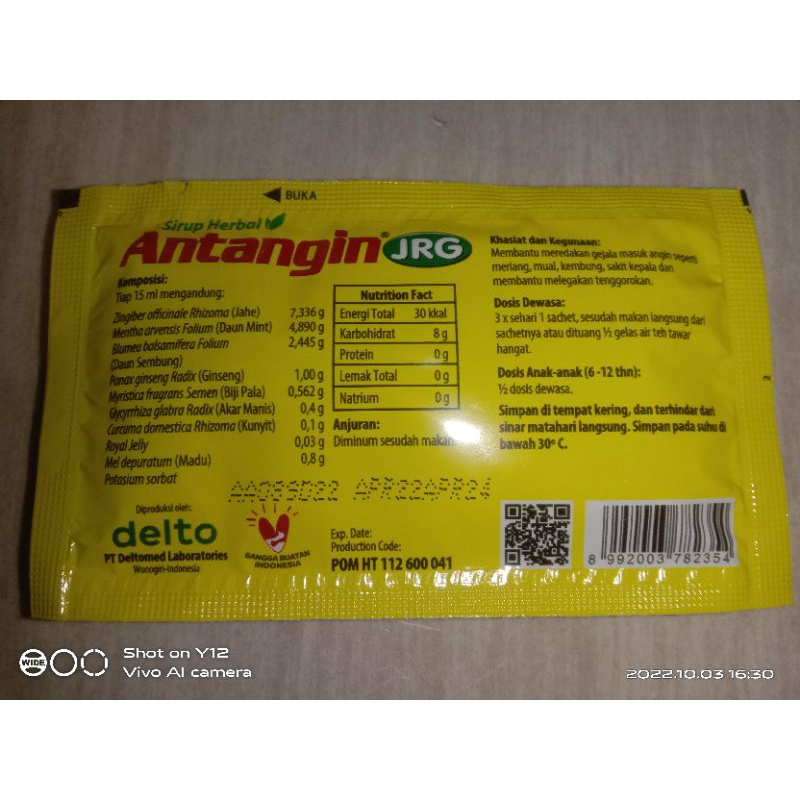 BUKA
Sirup Herbal
Antangin® JRG
Komposisi:
Tiap 15 ml mengandung:
Zingiber officinale Rhizoma (Jahe) 7,336 g
Mentha arvensis Folium (Daun Mint) 4,890 g
Blumea balsamifera Folium 2,445 g
(Daun Sembung)
Panax ginseng Radix (Ginseng) 1,00 g
Myristica fragrans Semen (Biji Pala) 0,562 g
Glycyrrhiza glabra Radix (Akar Manis) 0,4 g
Curcuma domestica Rhizoma (Kunyit) 0,1 g
Royal Jelly 0,03 g
Mel depuratum (Madu) 0,8 g
Potasium sorbat
Nutrition Fact
Energi Total 30 kkal
Karbohidrat 8 g
Protein 0 g
Lemak Total 0 g
Natrium 0 g
Anjuran:
Diminum sesudah makan.
Khasiat dan Kegunaan:
Membantu meredakan gejala masuk angin seperti
meriang, mual, kembung, sakit kepala dan
membantu melegakan tenggorokan.
Dosis Dewasa:
3 x sehari 1 sachet, sesudah makan langsung dari
sachetnya atau dituang ½ gelas air teh tawar
hangat.
Dosis Anak-anak (6 -12 thn):
½ dosis dewasa.
Simpan di tempat kering, dan terhindar dari
sinar matahari langsung. Simpan pada suhu di
bawah 30º C.
2
APR22APR24
Diproduksi oleh:
delto
PT Deltomed Laboratories
Wonogiri-Indonesia
BANGGA BUATAN
INDONESIA
Exp. Date:
Production Code:
POM HT 112 600 041
8 992003 782354
WIDE
Shot on Y12
Vivo AI camera
2022.10.03 16:30